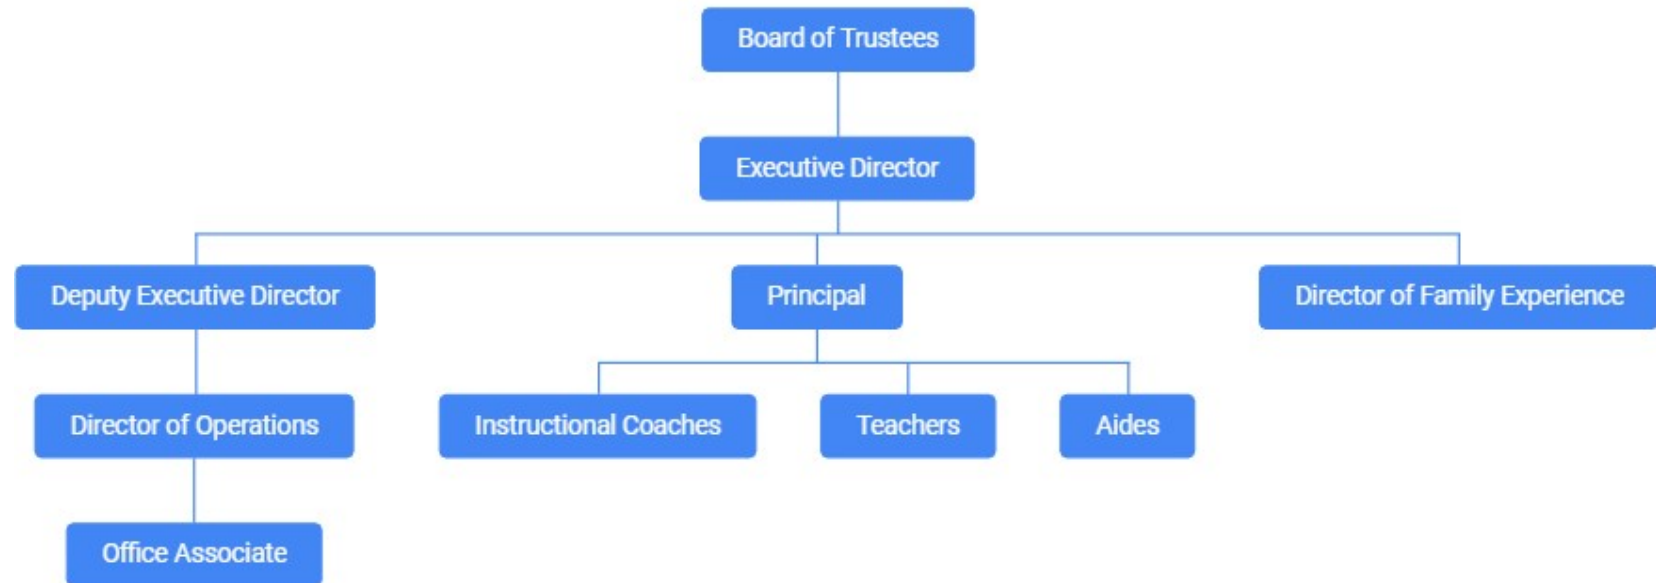 Board of Trustees
Executive Director
Deputy Executive Director
Principal
Director of Family Experience
Director of Operations
Instructional Coaches
Teachers
Aides
Office Associate